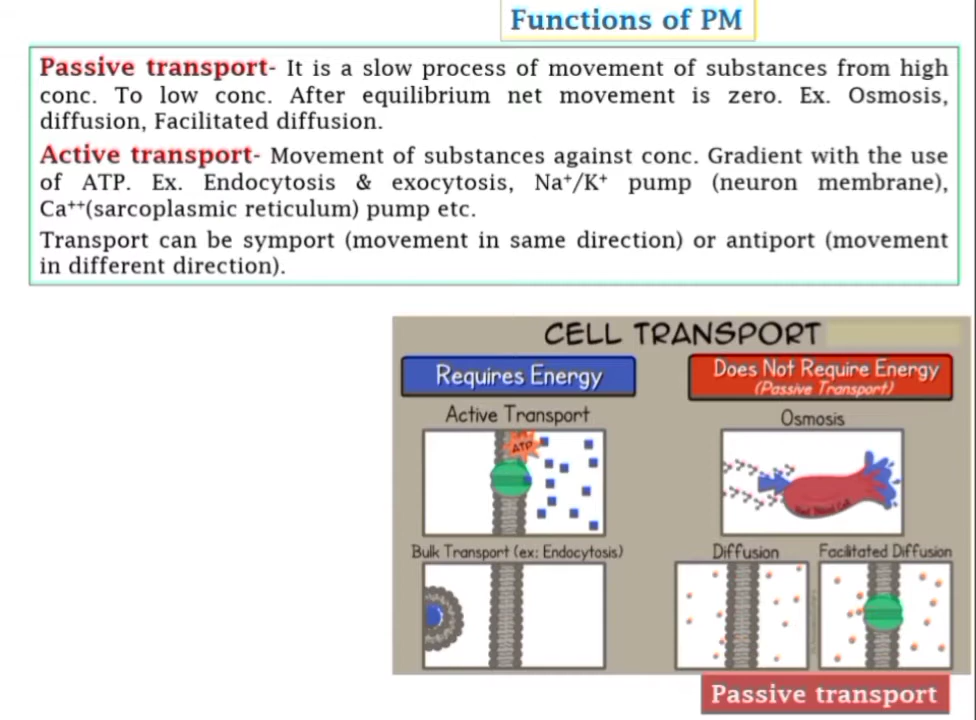 Functions of PM
Passive transport- It is a slow process of movement of substances from high
conc. To low conc. After equilibrium net movement is zero. Ex. Osmosis,
diffusion, Facilitated diffusion.
Active transport- Movement of substances against conc. Gradient with the use
of ATP. Ex. Endocytosis & exocytosis, Na⁺/K⁺ pump (neuron membrane),
Ca⁺⁺(sarcoplasmic reticulum) pump etc.
Transport can be symport (movement in same direction) or antiport (movement
in different direction).
CELL TRANSPORT
Requires Energy
Does Not Require Energy
(Passive Transport)
Active Transport
Osmosis
ATP
Red Blood Cell
Bulk Transport (ex: Endocytosis)
Diffusion
Facilitated Diffusion
Passive transport